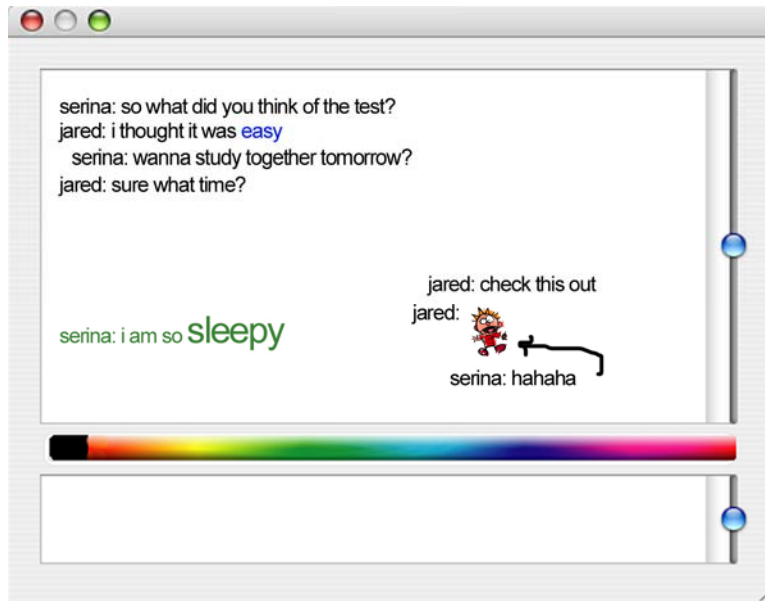 serina: so what did you think of the test?
jared: i thought it was easy
serina: wanna study together tomorrow?
jared: sure what time?
jared: check this out
jared:
serina: i am so sleepy
serina: hahaha